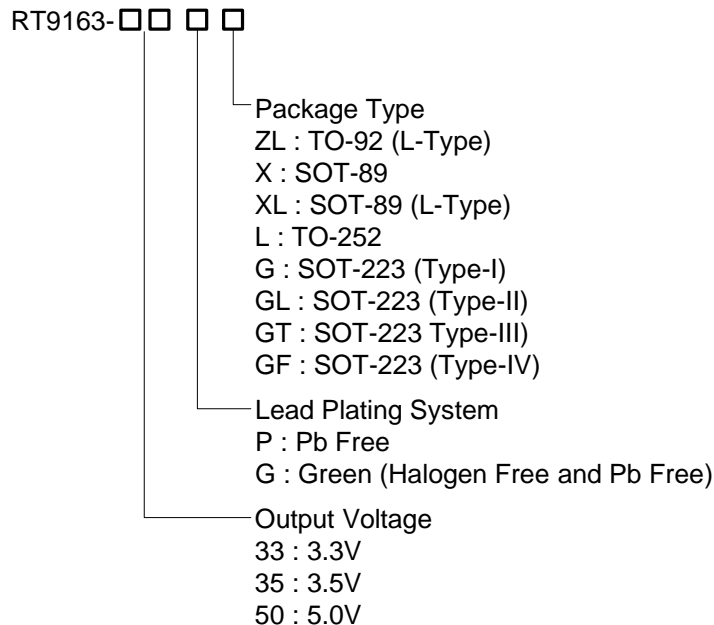 RT9163-
Package Type
ZL : TO-92 (L-Type)
X : SOT-89
XL : SOT-89 (L-Type)
L : TO-252
G : SOT-223 (Type-I)
GL : SOT-223 (Type-II)
GT : SOT-223 Type-III)
GF : SOT-223 (Type-IV)
Lead Plating System
P : Pb Free
G : Green (Halogen Free and Pb Free)
Output Voltage
33 : 3.3V
35 : 3.5V
50 : 5.0V